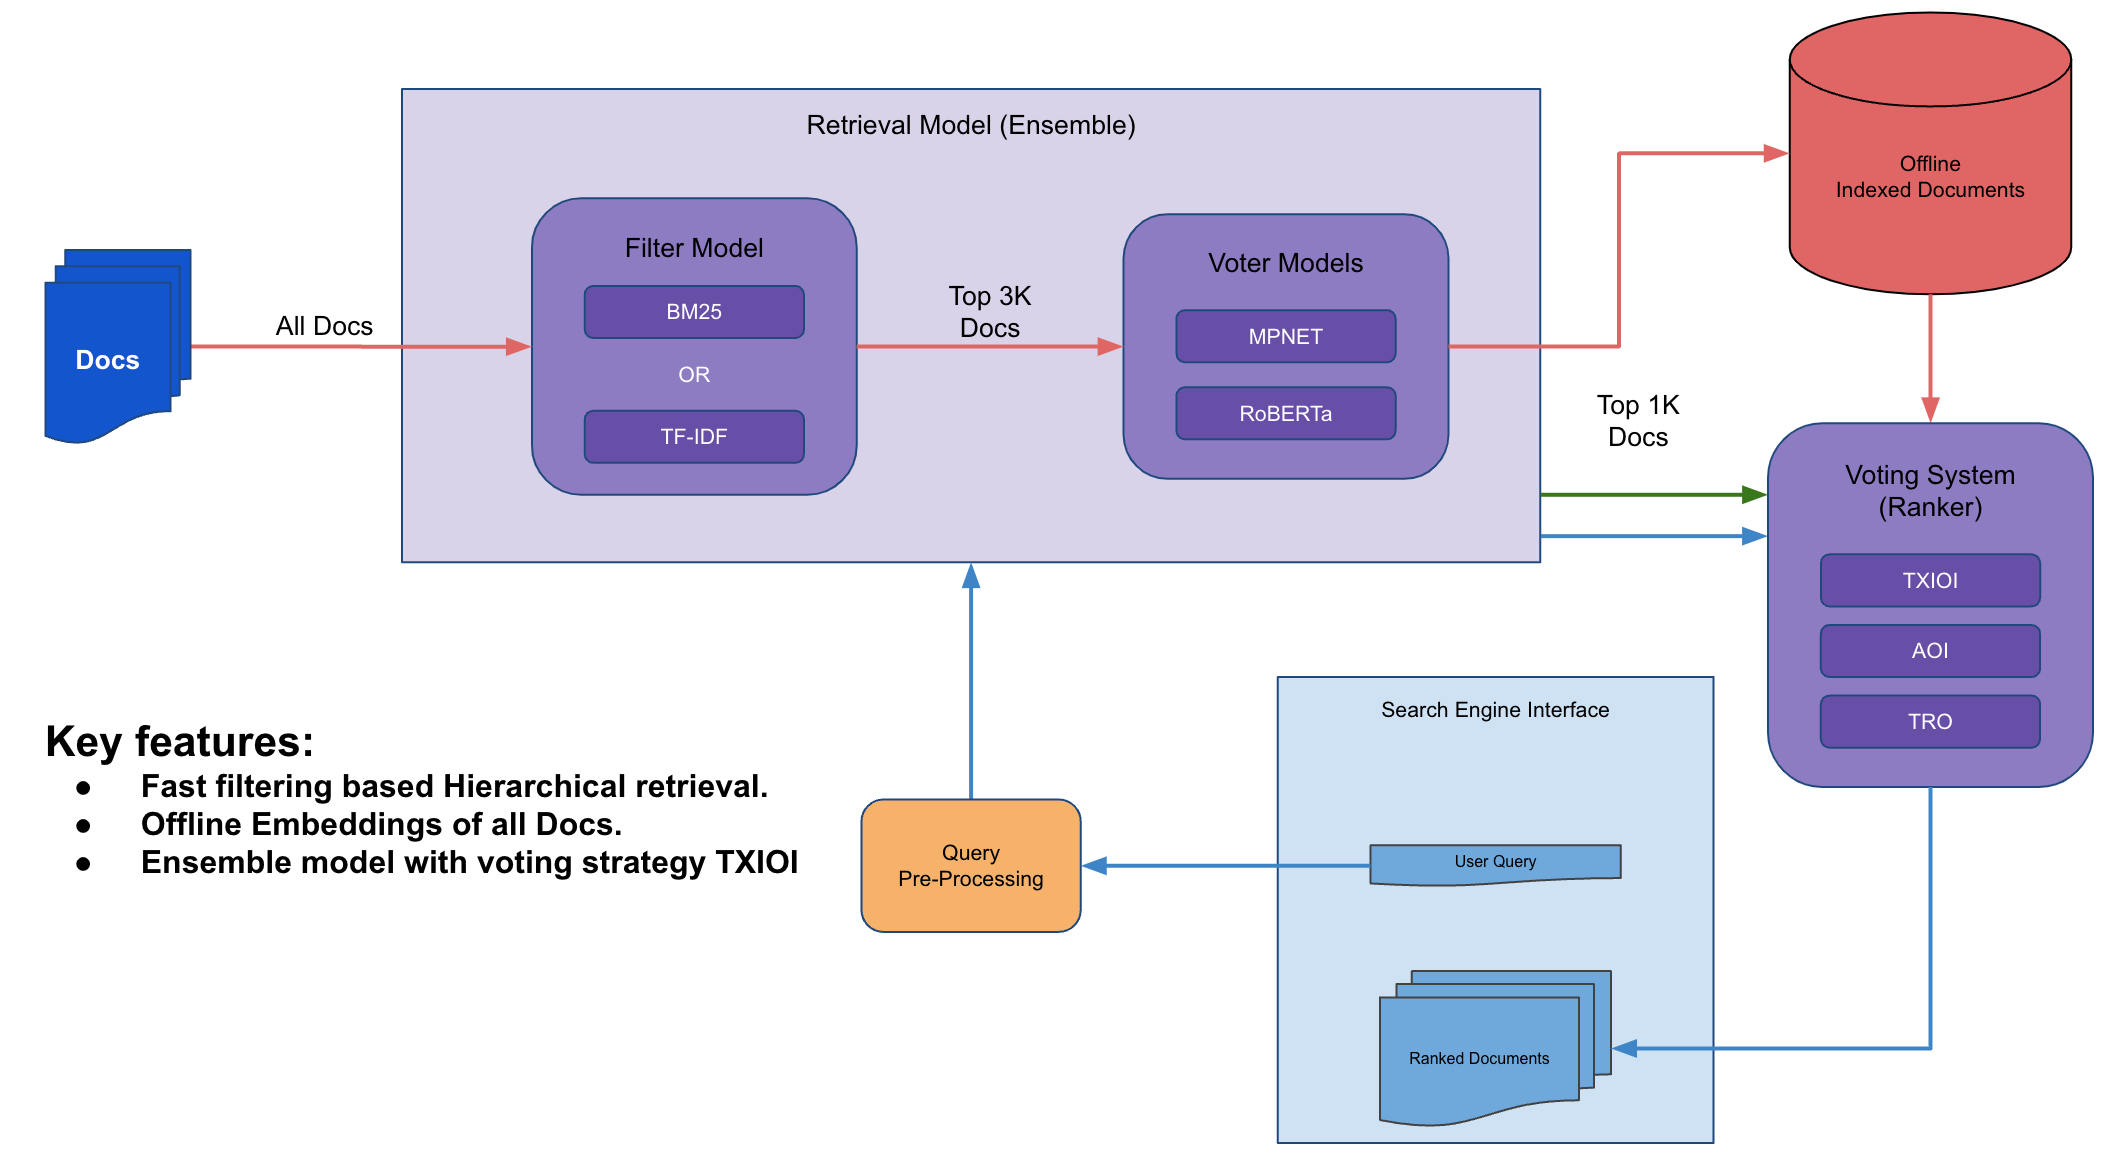 Retrieval Model (Ensemble)
Offline
Indexed Documents
Docs
All Docs
Filter Model
BM25
OR
TF-IDF
Top 3K
Docs
Voter Models
MPNET
RoBERTa
Top 1K
Docs
Voting System
(Ranker)
TXIOI
AOI
TRO
Search Engine Interface
User Query
Ranked Documents
Query
Pre-Processing
Key features:
● Fast filtering based Hierarchical retrieval.
● Offline Embeddings of all Docs.
● Ensemble model with voting strategy TXIOI